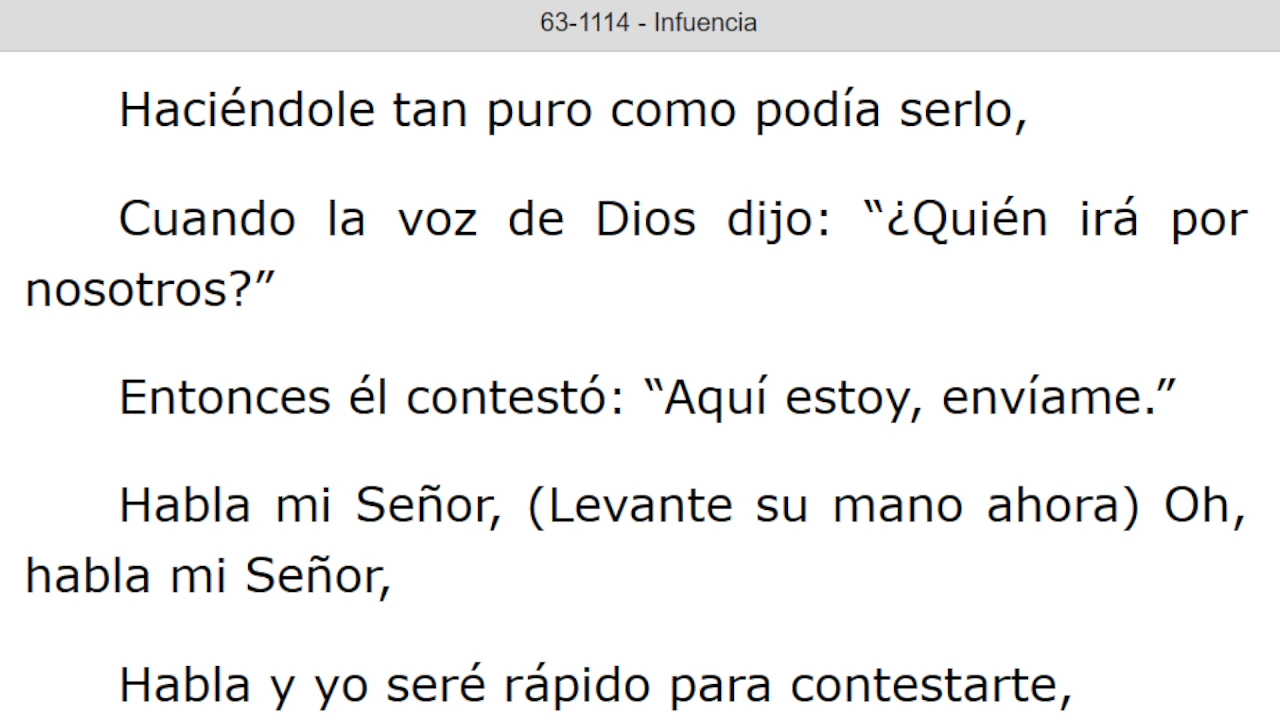 63-1114 - Infuencia
Haciéndole tan puro como podía serlo,
Cuando la voz de Dios dijo: “¿Quién irá por
nosotros?”
Entonces él contestó: “Aquí estoy, envíame.”
Habla mi Señor, (Levante su mano ahora) Oh,
habla mi Señor,
Habla y yo seré rápido para contestarte,